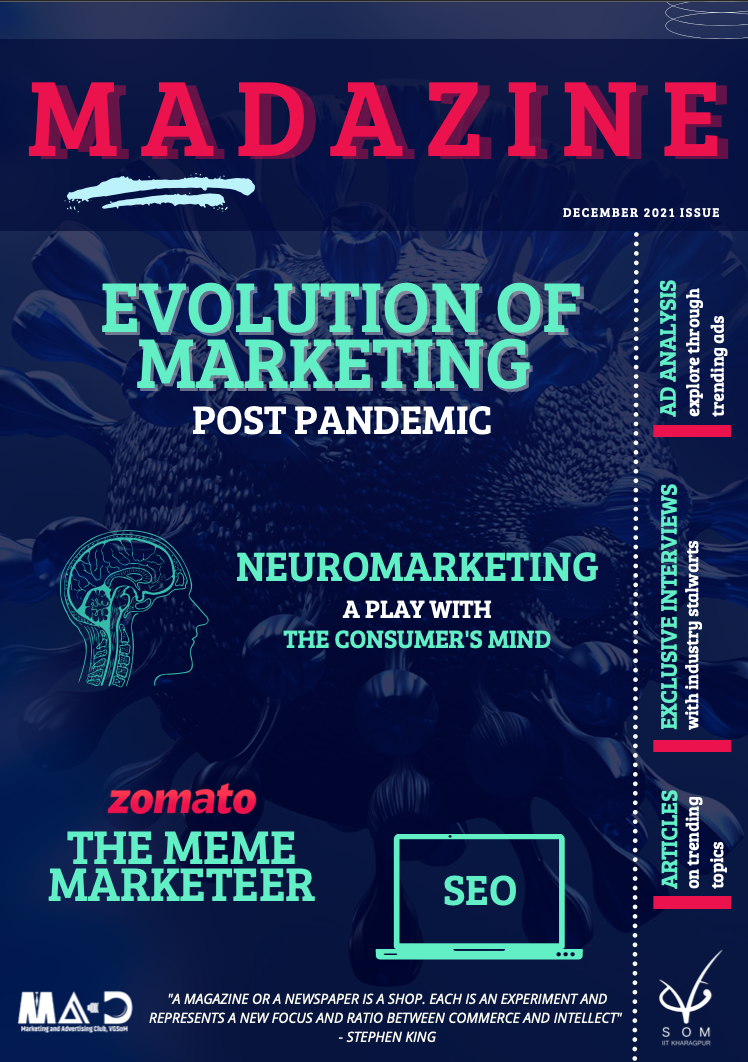 MADAZINE
DECEMBER 2021 ISSUE
EVOLUTION OF
MARKETING
POST PANDEMIC
NEUROMARKETING
A PLAY WITH
THE CONSUMER'S MIND
zomato
THE MEME
MARKETEER
SEO
AD ANALYSIS
explore through
trending ads
EXCLUSIVE INTERVIEWS
with industry stalwarts
ARTICLES
on trending
topics
MAD
Marketing and Advertising Club, VGSoM
"A MAGAZINE OR A NEWSPAPER IS A SHOP. EACH IS AN EXPERIMENT AND
REPRESENTS A NEW FOCUS AND RATIO BETWEEN COMMERCE AND INTELLECT"
- STEPHEN KING
SOM
IIT KHARAGPUR